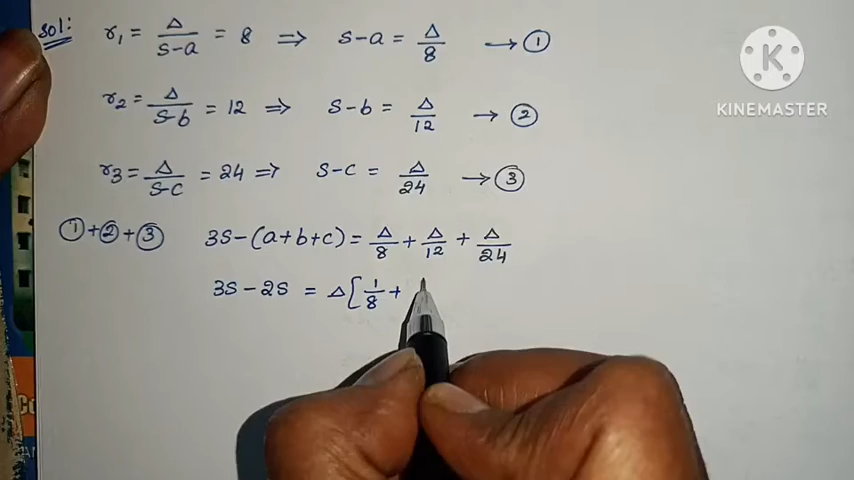 sol: r₁ = Δ/(s-a) = 8 ⇒ s-a = Δ/8 → ①
r₂ = Δ/(s-b) = 12 ⇒ s-b = Δ/12 → ②
r₃ = Δ/(s-c) = 24 ⇒ s-c = Δ/24 → ③
①+②+③ 3s-(a+b+c) = Δ/8 + Δ/12 + Δ/24
3s-2s = Δ[1/8 +
K
KINEMASTER